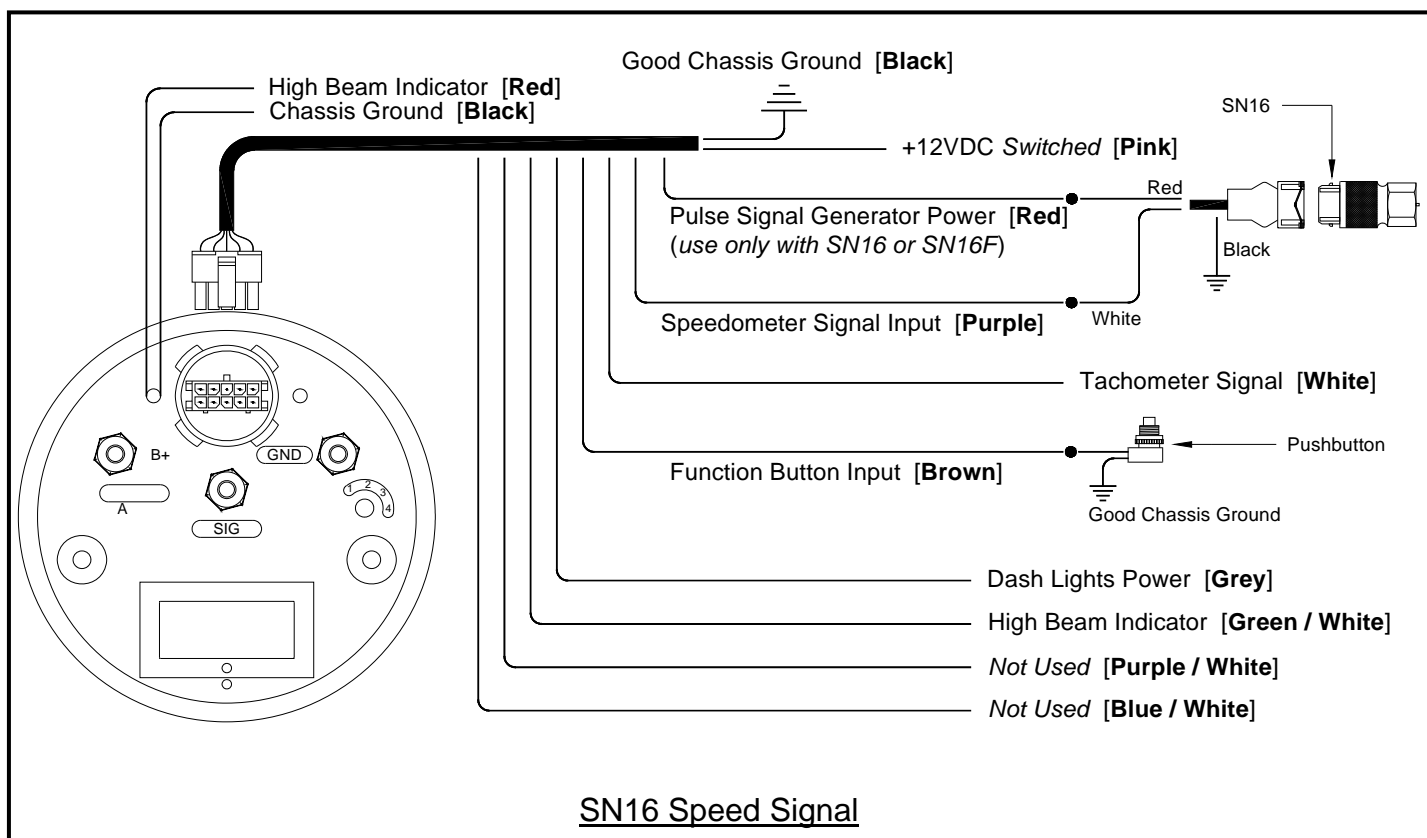 Good Chassis Ground [Black]
High Beam Indicator [Red]
Chassis Ground [Black]
SN16
+12VDC Switched [Pink]
Red
Pulse Signal Generator Power [Red]
(use only with SN16 or SN16F)
Black
Speedometer Signal Input [Purple]
White
Tachometer Signal [White]
Pushbutton
Function Button Input [Brown]
Good Chassis Ground
B+
GND
A
1 2 3 4
SIG
Dash Lights Power [Grey]
High Beam Indicator [Green / White]
Not Used [Purple / White]
Not Used [Blue / White]
SN16 Speed Signal